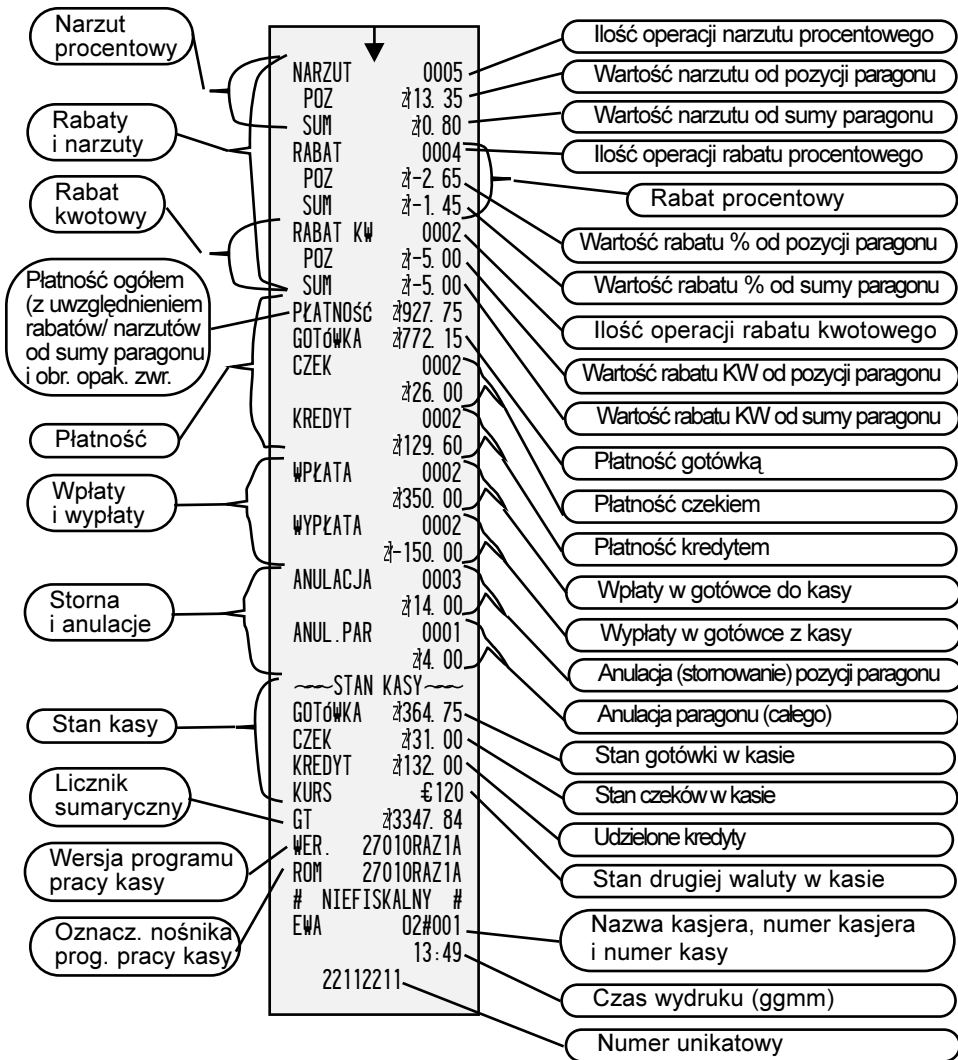 Narzut
procentowy
Rabaty
i narzuty
Rabat
kwotowy
Płatność ogółem
(z uwzględnieniem
rabatów/ narzutów
od sumy paragonu
i obr. opak. zwr.
Płatność
Wpłaty
i wypłaty
Storna
i anulacje
Stan kasy
Licznik
sumaryczny
Wersja programu
pracy kasy
Oznacz. nośnika
prog. pracy kasy
NARZUT 0005
POZ zł13. 35
SUM zł0. 80
RABAT 0004
POZ zł-2. 65
SUM zł-1. 45
RABAT KW 0002
POZ zł-5. 00
SUM zł-5. 00
PŁATNOŚĆ zł927. 75
GOTÓWKA zł772. 15
CZEK 0002
zł26. 00
KREDYT 0002
zł129. 60
WPŁATA 0002
zł350. 00
WYPŁATA 0002
zł-150. 00
ANULACJA 0003
zł14. 00
ANUL.PAR 0001
zł4. 00
~~~STAN KASY~~~
GOTÓWKA zł364. 75
CZEK zł31. 00
KREDYT zł132. 00
KURS £120
GT zł3347. 84
WER. 27010RAZ1A
ROM 27010RAZ1A
# NIEFISKALNY #
EWA 02#001
13:49
22112211
Ilość operacji narzutu procentowego
Wartość narzutu od pozycji paragonu
Wartość narzutu od sumy paragonu
Ilość operacji rabatu procentowego
Rabat procentowy
Wartość rabatu % od pozycji paragonu
Wartość rabatu % od sumy paragonu
Ilość operacji rabatu kwotowego
Wartość rabatu KW od pozycji paragonu
Wartość rabatu KW od sumy paragonu
Płatność gotówką
Płatność czekiem
Płatność kredytem
Wpłaty w gotówce do kasy
Wypłaty w gotówce z kasy
Anulacja (stornowanie) pozycji paragonu
Anulacja paragonu (całego)
Stan gotówki w kasie
Stan czeków w kasie
Udzielone kredyty
Stan drugiej waluty w kasie
Nazwa kasjera, numer kasjera
i numer kasy
Czas wydruku (ggmm)
Numer unikatowy